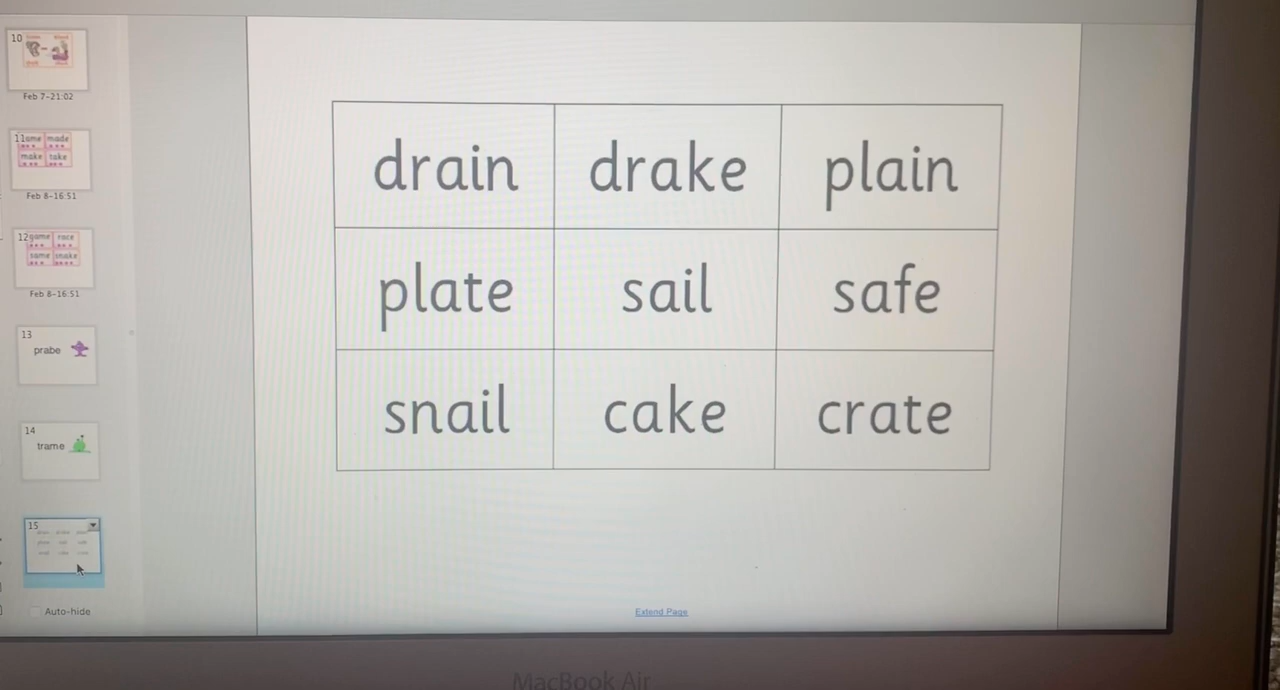 10
Feb 7-21:02
11 ome made
make take
Feb 8-16:51
12 game race
same snake
Feb 8-16:51
13
prabe
14
trame
15
Auto-hide
drain drake plain
plate sail safe
snail cake crate
Extend Page
MacBook Air